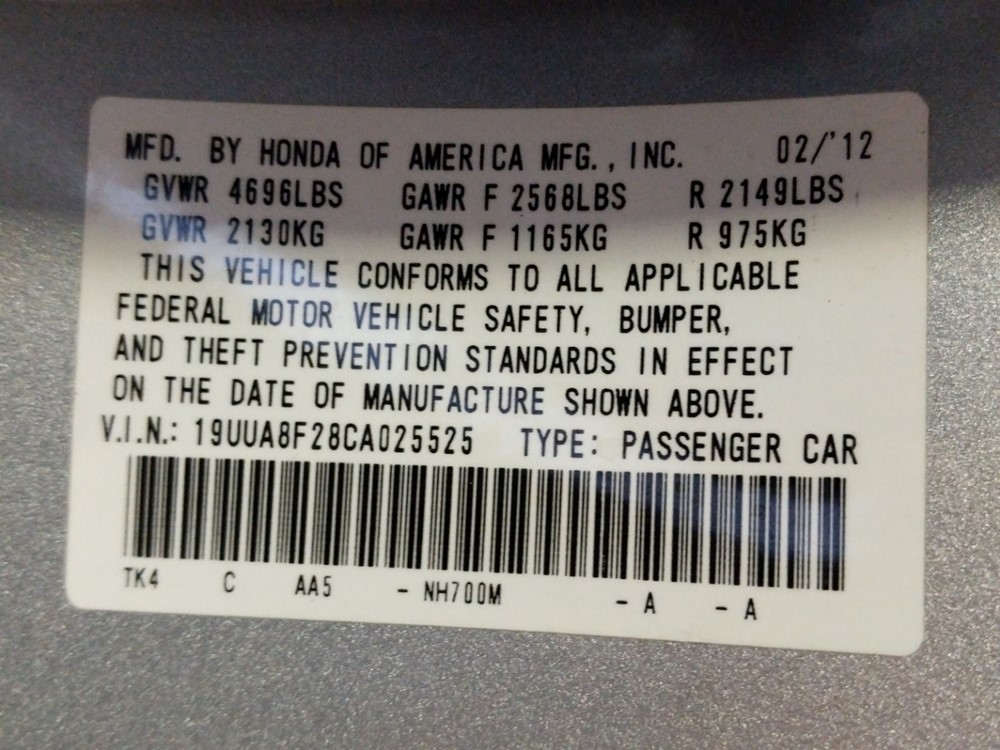 MFD. BY HONDA OF AMERICA MFG., INC. 02/'12
GVWR 4696LBS GAWR F 2568LBS R 2149LBS
GVWR 2130KG GAWR F 1165KG R 975KG
THIS VEHICLE CONFORMS TO ALL APPLICABLE
FEDERAL MOTOR VEHICLE SAFETY, BUMPER,
AND THEFT PREVENTION STANDARDS IN EFFECT
ON THE DATE OF MANUFACTURE SHOWN ABOVE.
V.I.N.: 19UUA8F28CA025525 TYPE: PASSENGER CAR
TK4 C AA5 - NH700M - A - A